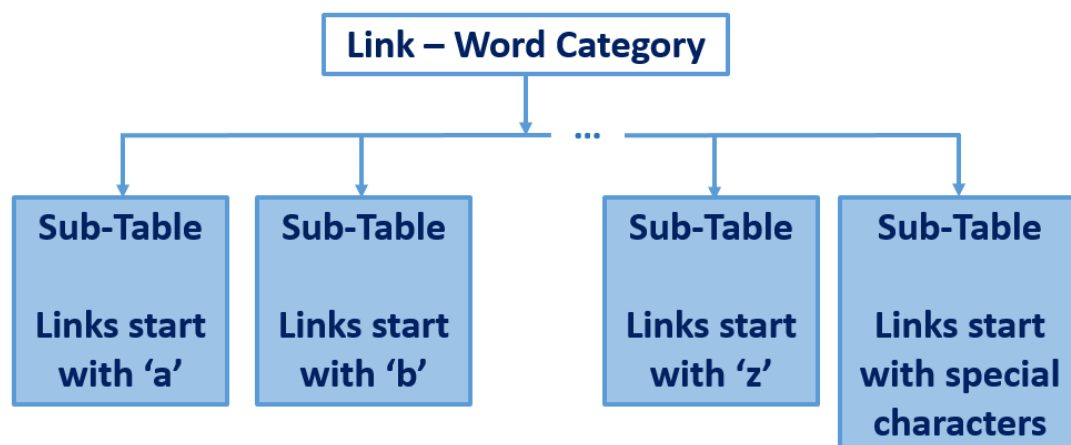 Link – Word Category
...
Sub-Table
Links start
with ‘a’
Sub-Table
Links start
with ‘b’
Sub-Table
Links start
with ‘z’
Sub-Table
Links start
with special
characters